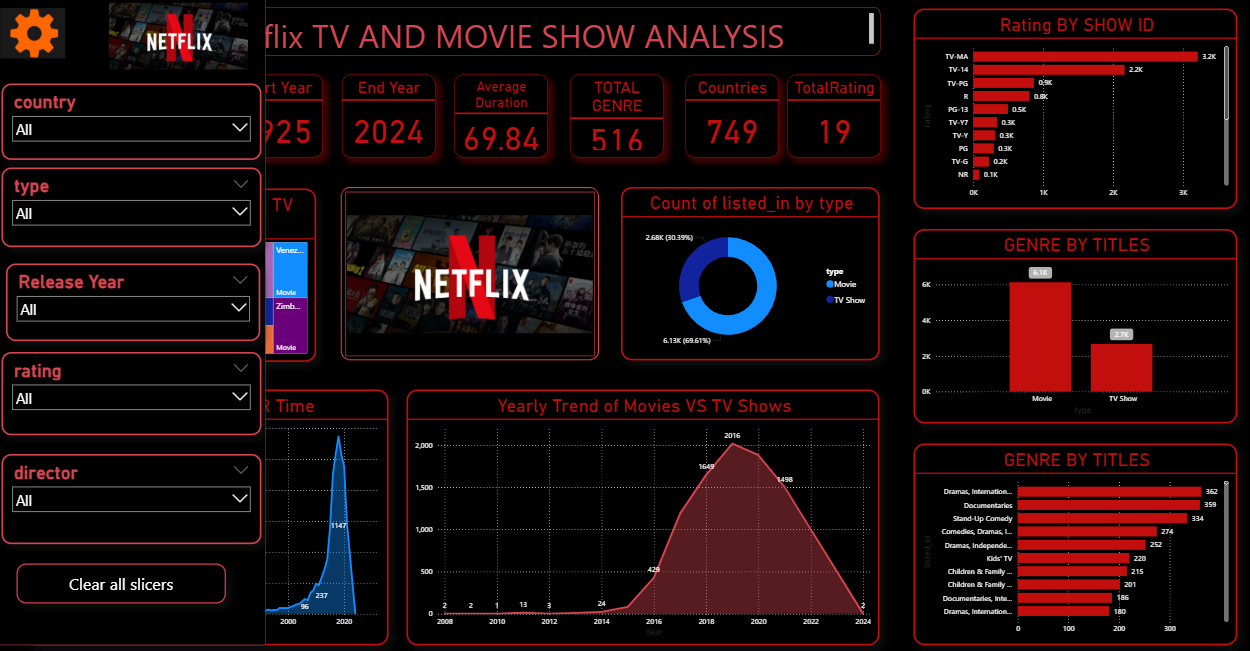 NETFLIX
flix TV AND MOVIE SHOW ANALYSIS
country
All
type
All
Release Year
All
rating
All
director
All
Clear all slicers
rt Year
925
End Year
2024
Average
Duration
69.84
TOTAL
GENRE
516
Countries
749
TotalRating
19
TV
Venez...
Movie
Zimb...
Movie
NETFLIX
Count of listed_in by type
2.68K (30.39%)
6.13K (69.61%)
type
Movie
TV Show
R Time
1147
237
96
2000
2020
Yearly Trend of Movies VS TV Shows
2,000
1,500
1,000
500
0
2
2
1
13
3
24
429
1649
2016
1498
2
2008
2010
2012
2014
2016
2018
2020
2022
2024
Year
Rating BY SHOW ID
rating
TV-MA 3.2K
TV-14 2.2K
TV-PG 0.9K
R 0.8K
PG-13 0.5K
TV-Y7 0.3K
TV-Y 0.3K
PG 0.3K
TV-G 0.2K
NR 0.1K
0K 1K 2K 3K
GENRE BY TITLES
6K
4K
2K
0K
6.1K
2.7K
Movie
TV Show
type
GENRE BY TITLES
listed_in
Dramas, Internation... 362
Documentaries 359
Stand-Up Comedy 334
Comedies, Dramas, I... 274
Dramas, Independe... 252
Kids' TV 220
Children & Family ... 215
Children & Family ... 201
Documentaries, Inte... 186
Dramas, Internation... 180
0 100 200 300